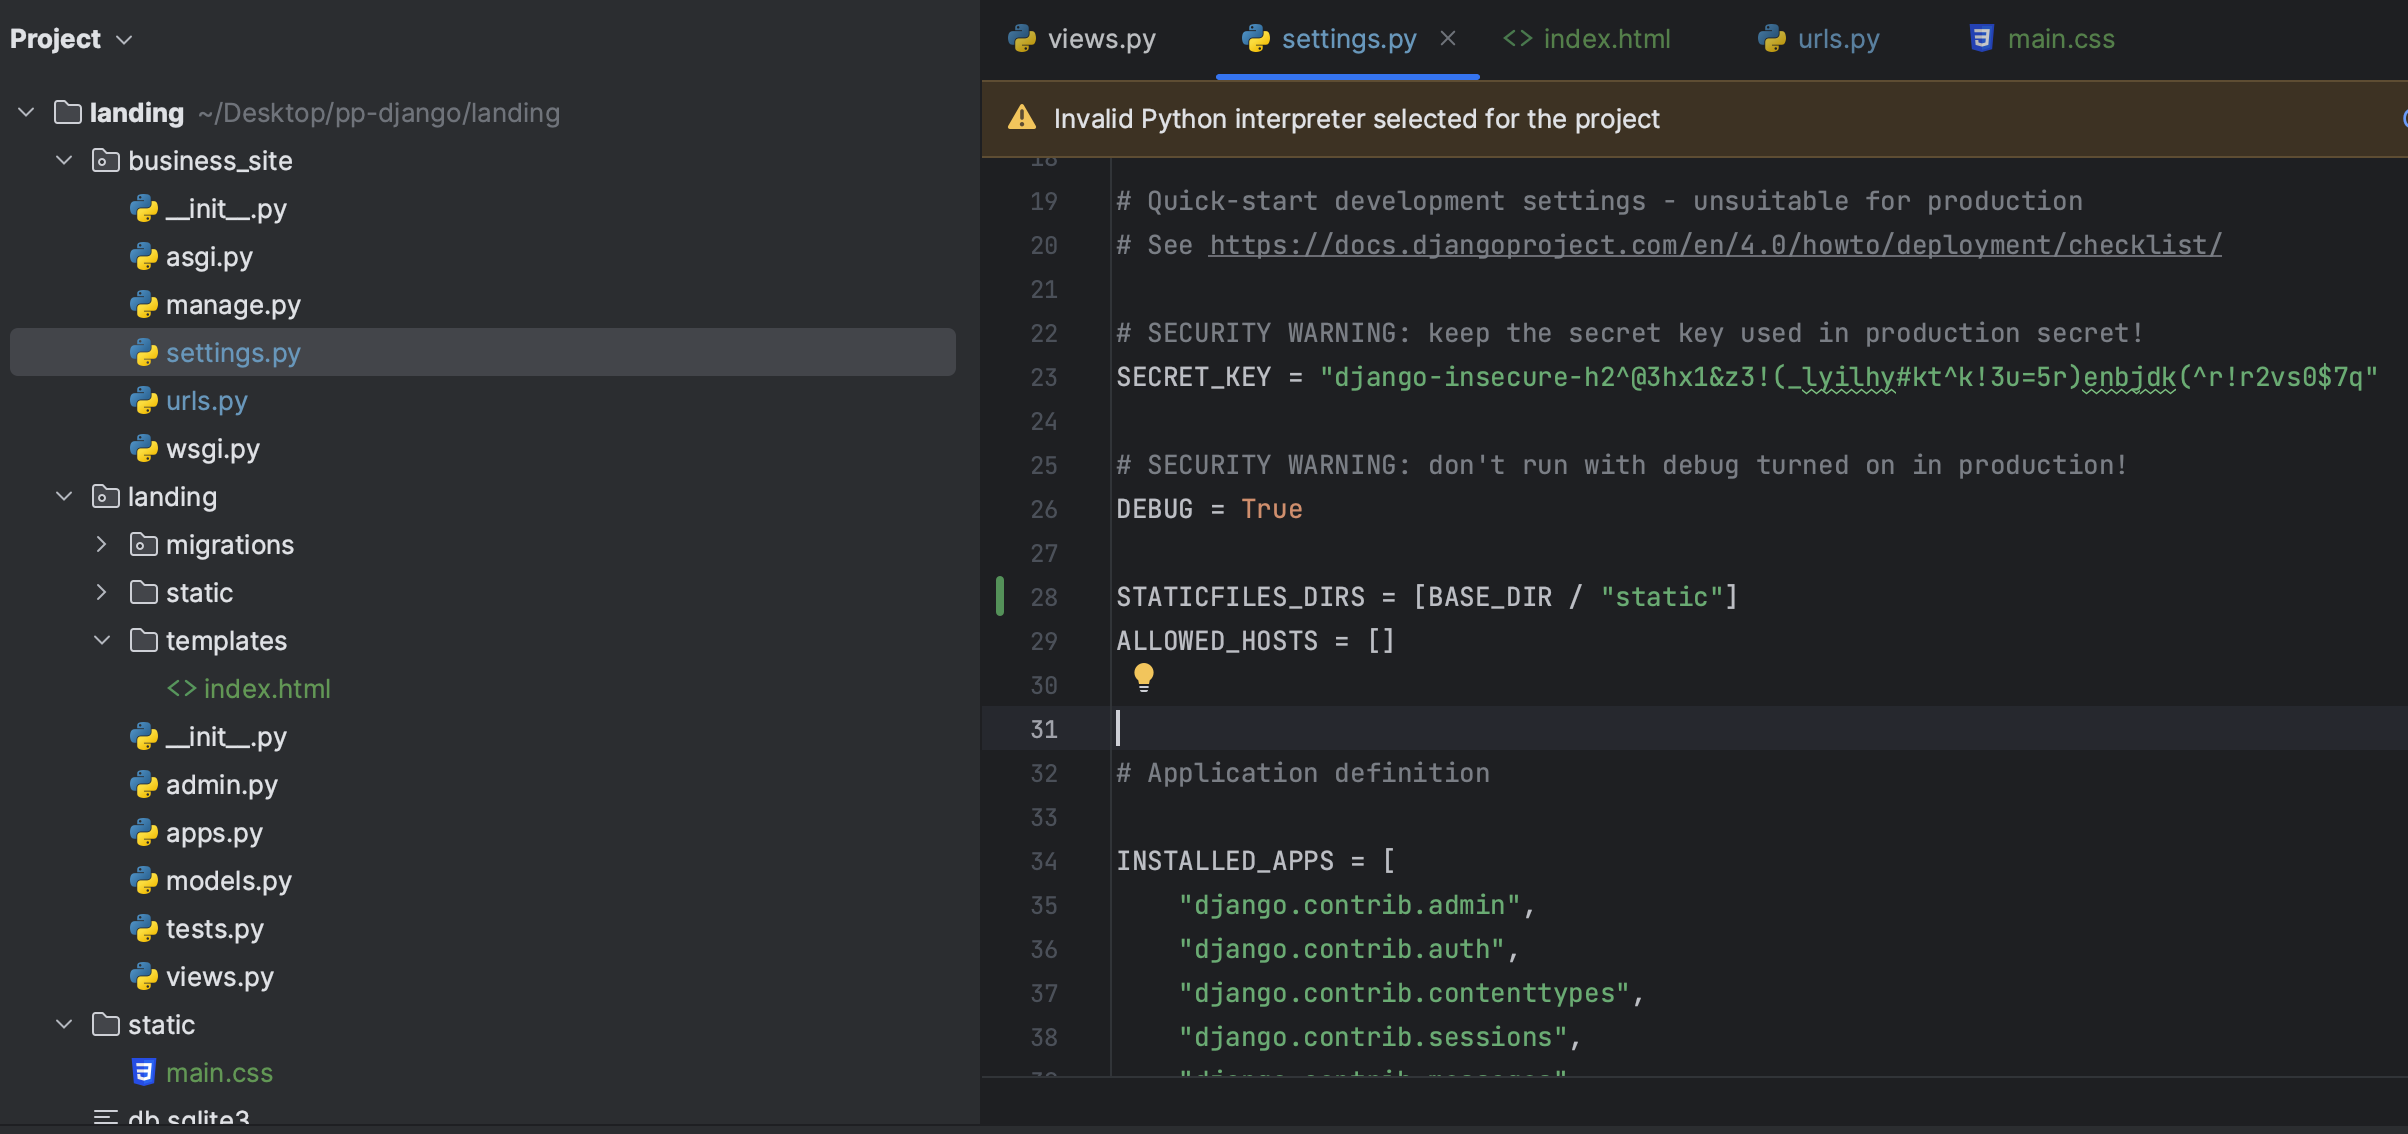 Project
landing ~/Desktop/pp-django/landing
business_site
__init__.py
asgi.py
manage.py
settings.py
urls.py
wsgi.py
landing
migrations
static
templates
<> index.html
__init__.py
admin.py
apps.py
models.py
tests.py
views.py
static
main.css
db.sqlite3
views.py settings.py × <> index.html urls.py main.css
Invalid Python interpreter selected for the project
18
19 # Quick-start development settings - unsuitable for production
20 # See https://docs.djangoproject.com/en/4.0/howto/deployment/checklist/
21
22 # SECURITY WARNING: keep the secret key used in production secret!
23 SECRET_KEY = "django-insecure-h2^@3hx1&z3!(_lyilhy#kt^k!3u=5r)enbjdk(^r!r2vs0$7q"
24
25 # SECURITY WARNING: don't run with debug turned on in production!
26 DEBUG = True
27
28 STATICFILES_DIRS = [BASE_DIR / "static"]
29 ALLOWED_HOSTS = []
30
31
32 # Application definition
33
34 INSTALLED_APPS = [
35 "django.contrib.admin",
36 "django.contrib.auth",
37 "django.contrib.contenttypes",
38 "django.contrib.sessions",
39 "django.contrib.messages",